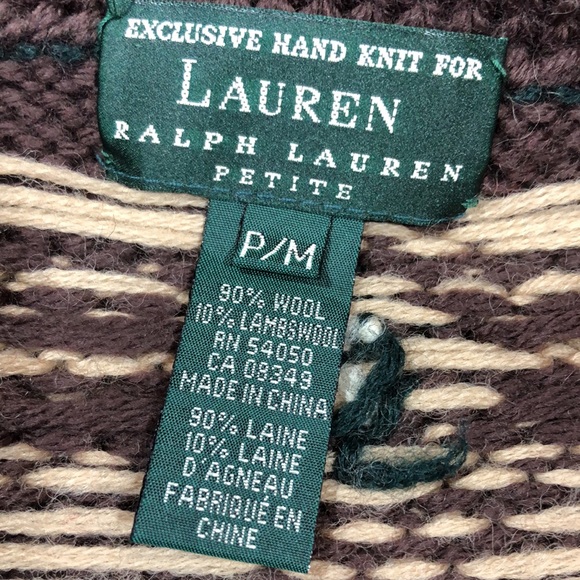 EXCLUSIVE HAND KNIT FOR
LAUREN
RALPH LAUREN
PETITE
P/M
90% WOOL
10% LAMBSWOOL
RN 54050
CA 08349
MADE IN CHINA
90% LAINE
10% LAINE
D'AGNEAU
FABRIQUÉ EN
CHINE